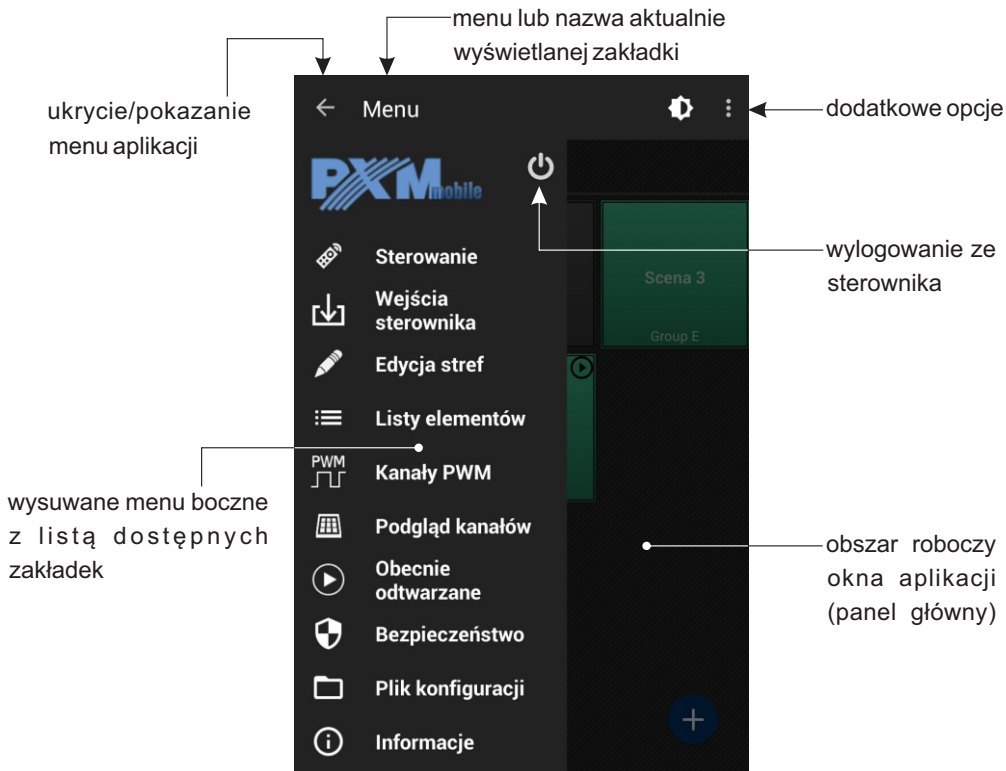 menu lub nazwa aktualnie
wyświetlanej zakładki
ukrycie/pokazanie
menu aplikacji
Menu
dodatkowe opcje
PXM mobile
wylogowanie ze
sterownika
Sterowanie
Wejścia
sterownika
Edycja stref
Listy elementów
PWM
Kanały PWM
Podgląd kanałów
Obecnie
odtwarzane
Bezpieczeństwo
Plik konfiguracji
Informacje
Scena 3
Group E
wysuwane menu boczne
z listą dostępnych
zakładek
obszar roboczy
okna aplikacji
(panel główny)